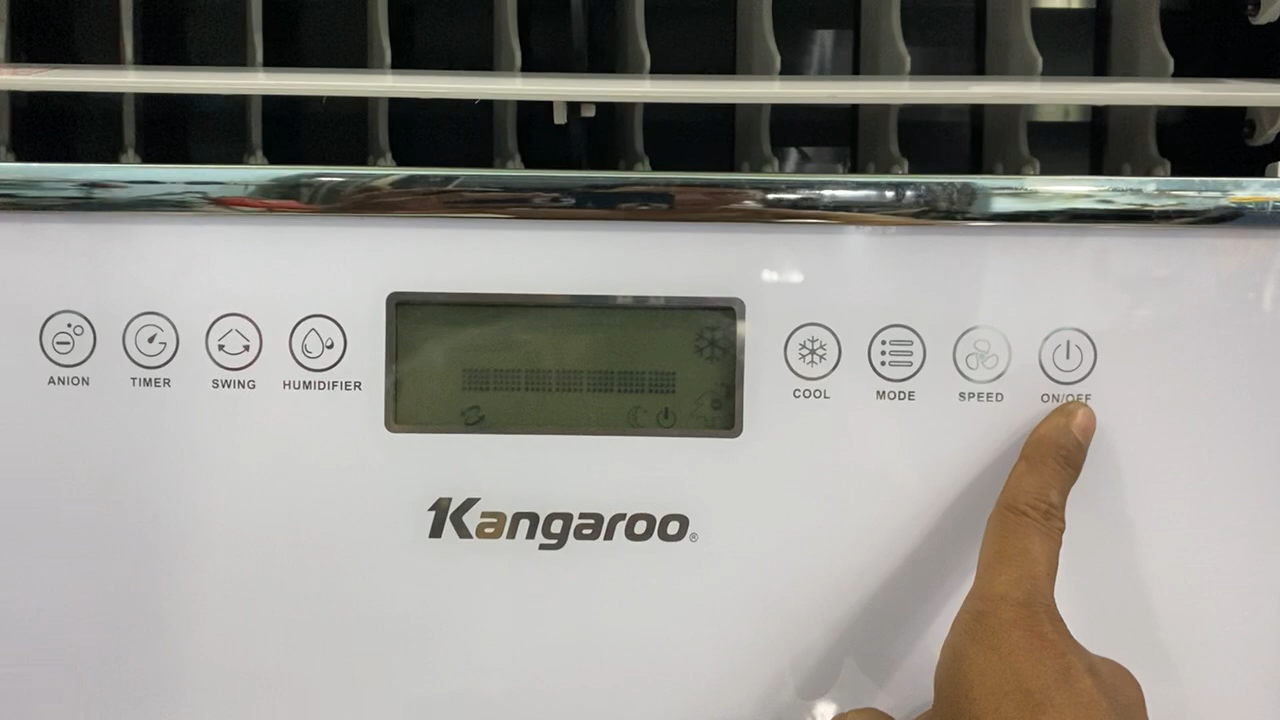 ANION TIMER SWING HUMIDIFIER
COOL MODE SPEED ON/OFF
Kangaroo®